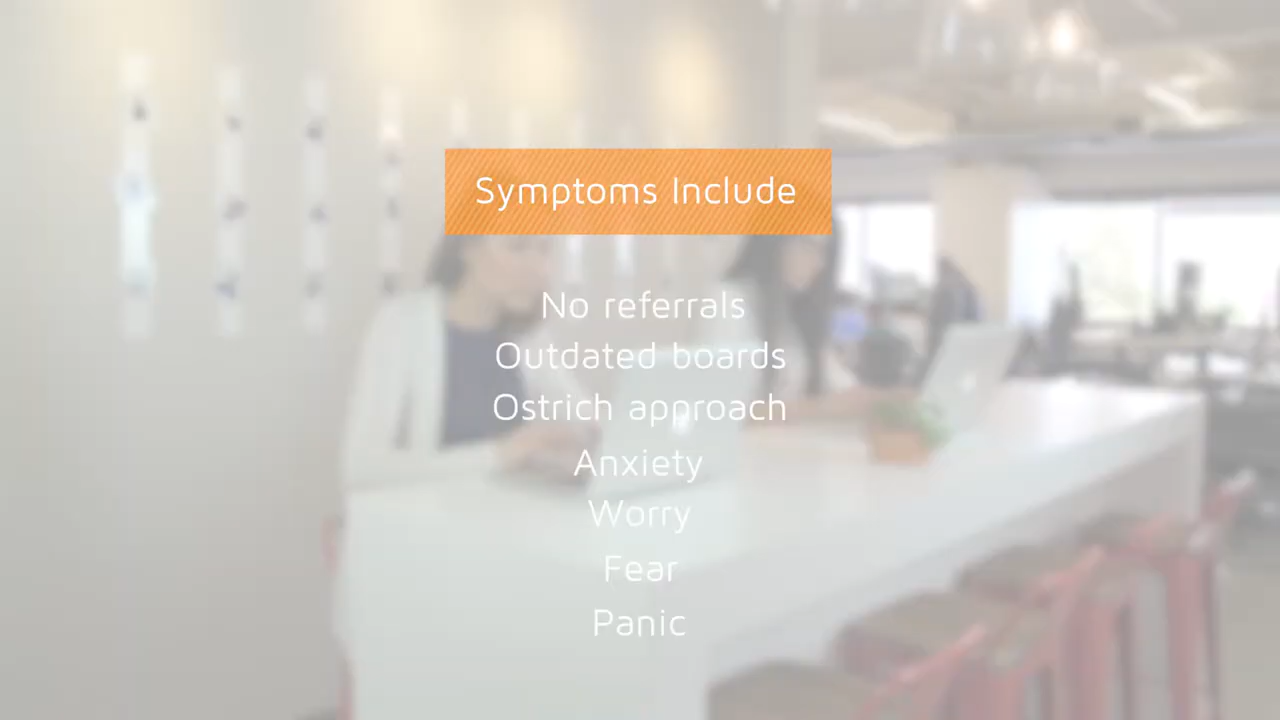 Symptoms Include
No referrals
Outdated boards
Ostrich approach
Anxiety
Worry
Fear
Panic